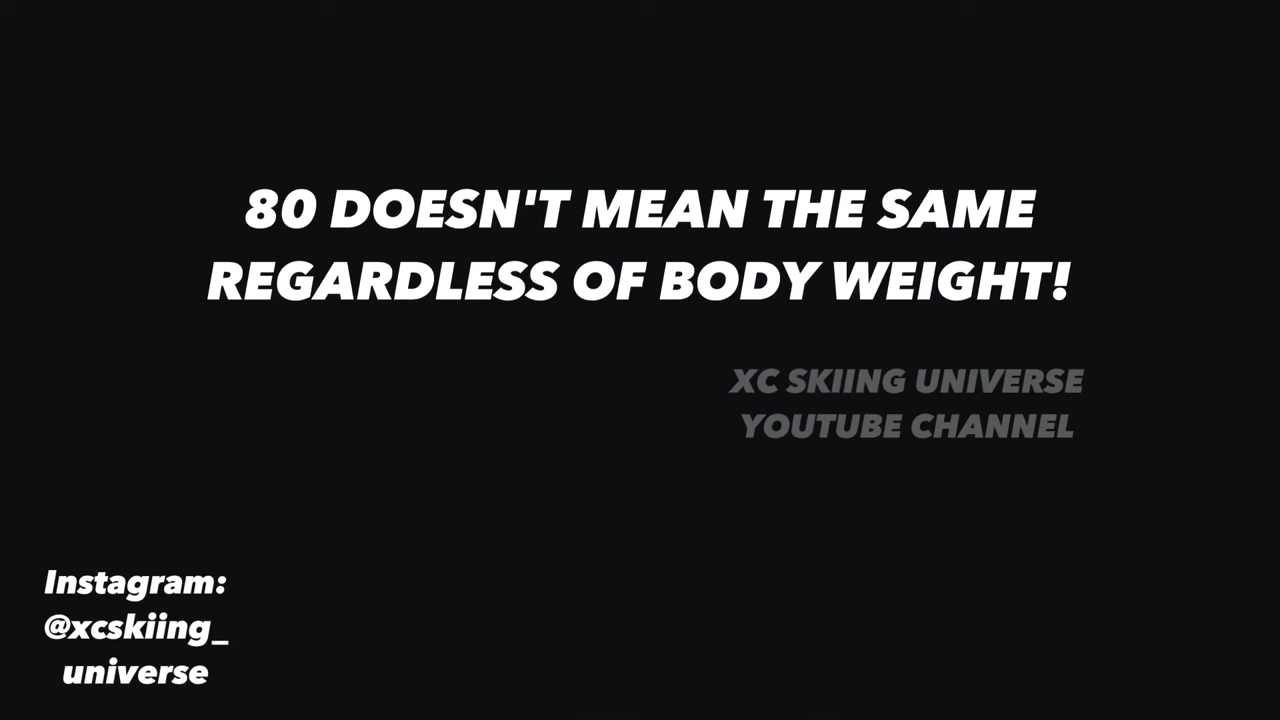 80 DOESN'T MEAN THE SAME
REGARDLESS OF BODY WEIGHT!
XC SKIING UNIVERSE
YOUTUBE CHANNEL
Instagram:
@xcskiing_
universe